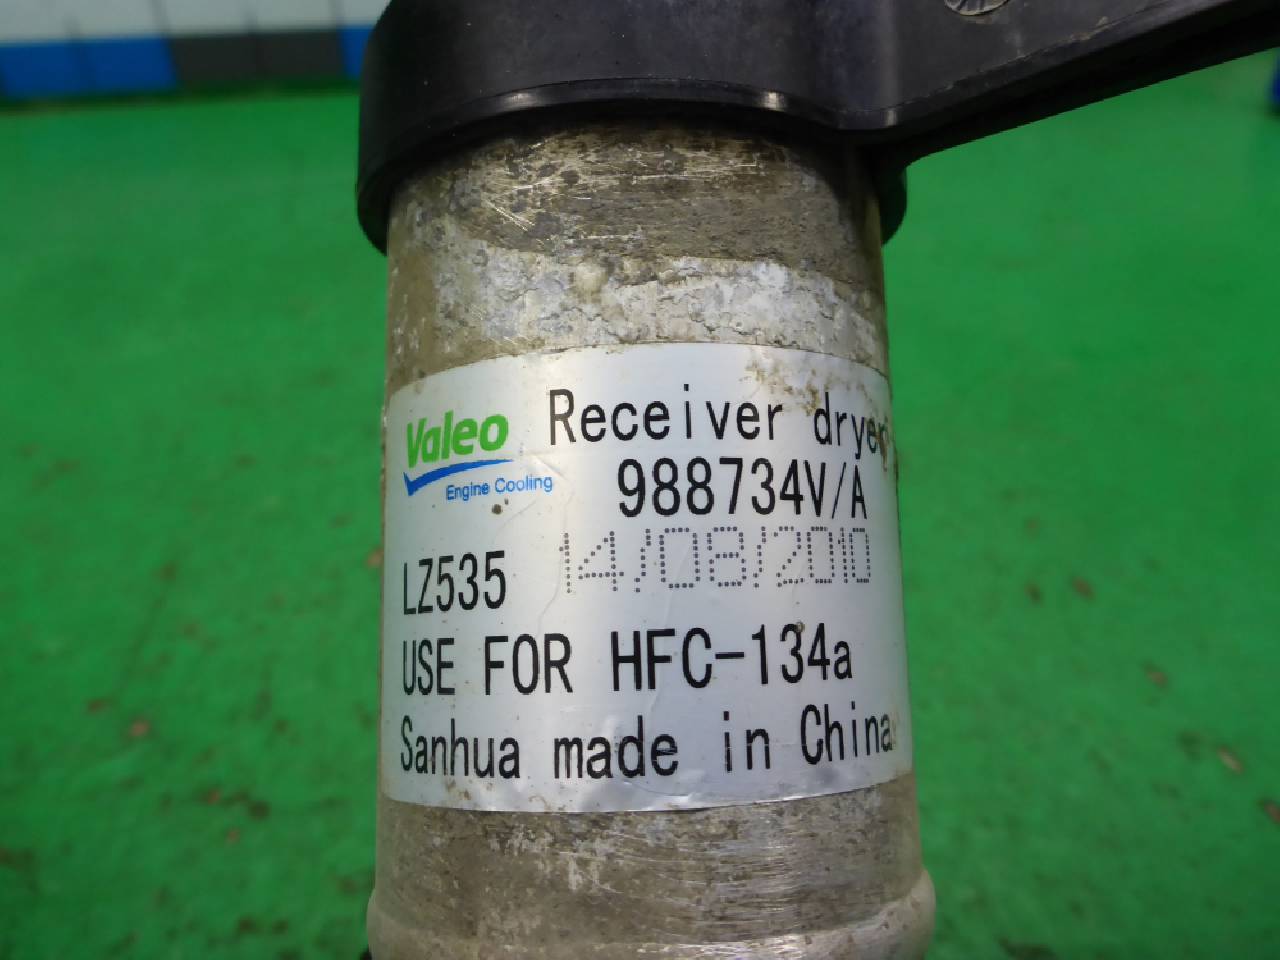 Valeo
Engine Cooling
Receiver dryer
988734V/A
LZ535 14/08/2010
USE FOR HFC-134a
Sanhua made in China